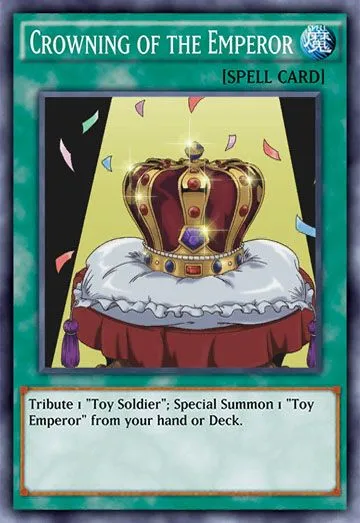 CROWNING OF THE EMPEROR
[SPELL CARD]
Tribute 1 "Toy Soldier"; Special Summon 1 "Toy
Emperor" from your hand or Deck.